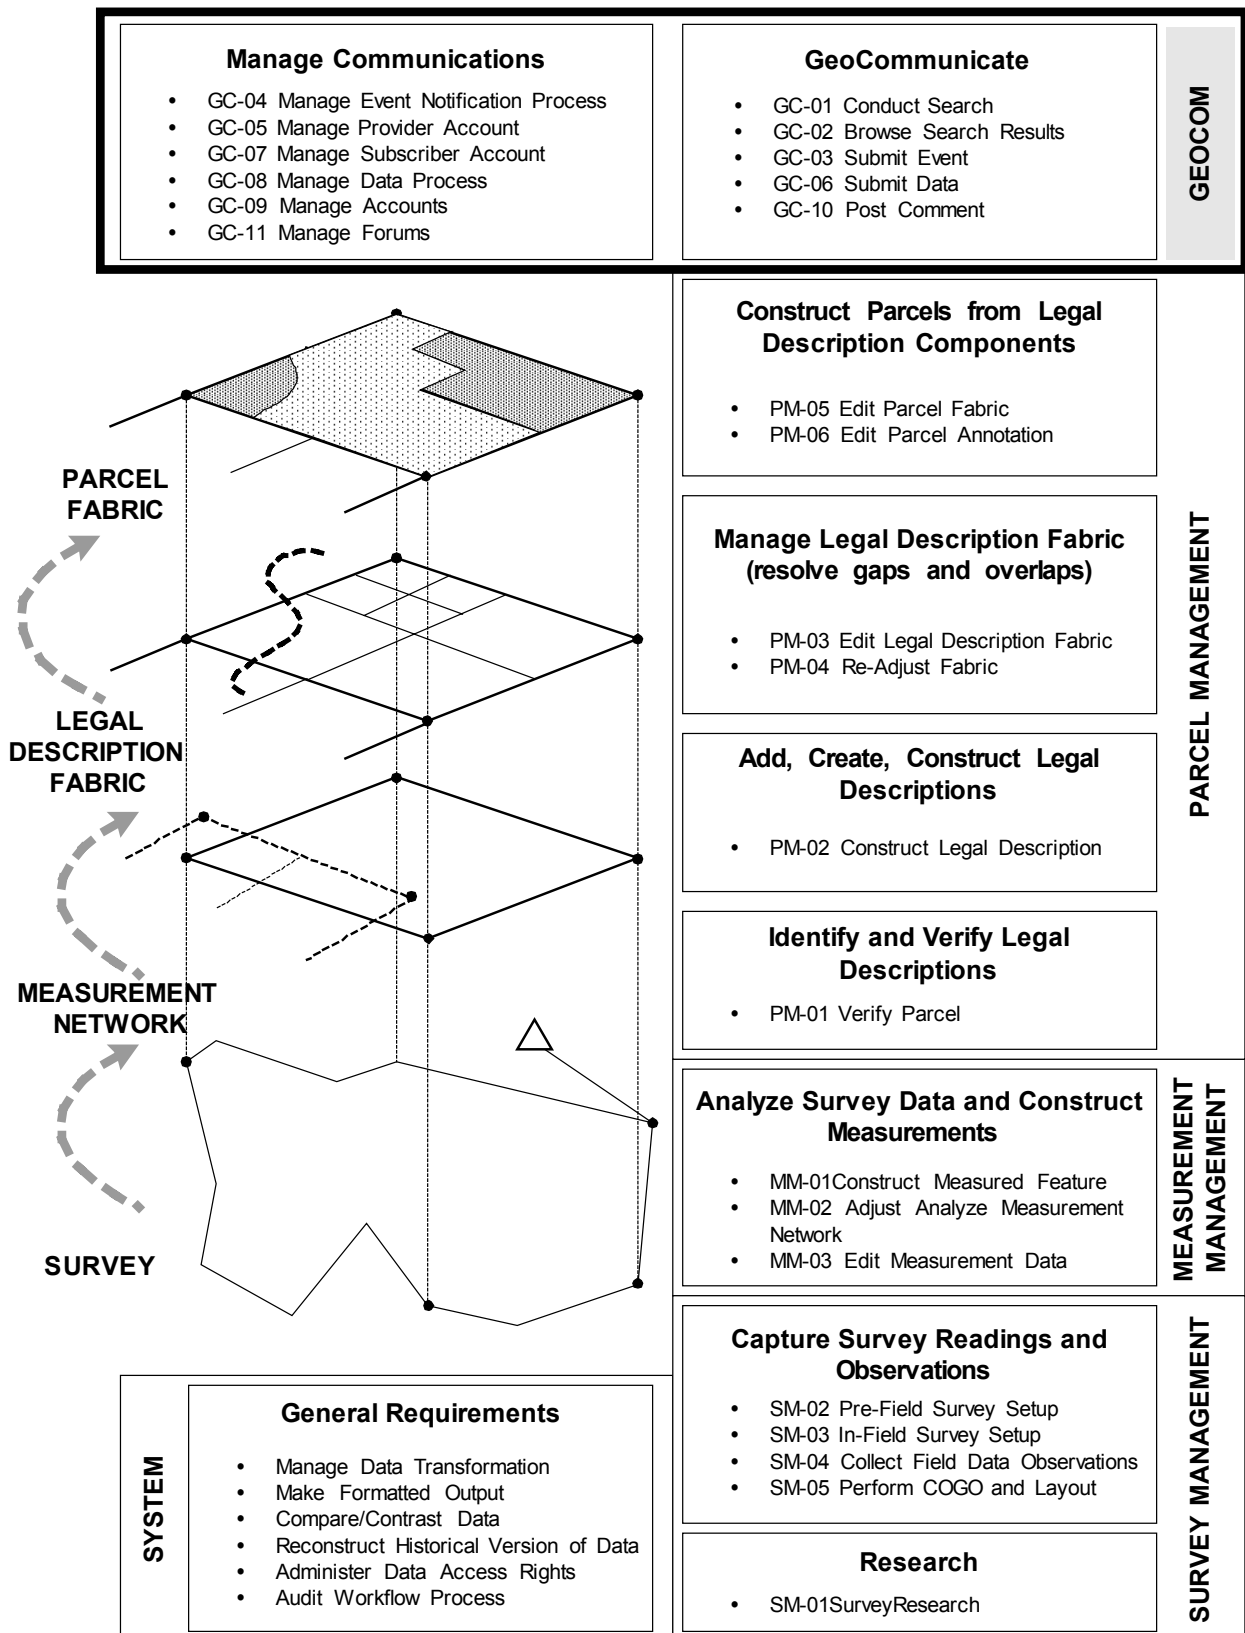 Manage Communications
• GC-04 Manage Event Notification Process
• GC-05 Manage Provider Account
• GC-07 Manage Subscriber Account
• GC-08 Manage Data Process
• GC-09 Manage Accounts
• GC-11 Manage Forums
GeoCommunicate
• GC-01 Conduct Search
• GC-02 Browse Search Results
• GC-03 Submit Event
• GC-06 Submit Data
• GC-10 Post Comment
GEOCOM
Construct Parcels from Legal
Description Components
• PM-05 Edit Parcel Fabric
• PM-06 Edit Parcel Annotation
Manage Legal Description Fabric
(resolve gaps and overlaps)
• PM-03 Edit Legal Description Fabric
• PM-04 Re-Adjust Fabric
Add, Create, Construct Legal
Descriptions
• PM-02 Construct Legal Description
Identify and Verify Legal
Descriptions
• PM-01 Verify Parcel
PARCEL MANAGEMENT
PARCEL
FABRIC
LEGAL
DESCRIPTION
FABRIC
MEASUREMENT
NETWORK
SURVEY
Analyze Survey Data and Construct
Measurements
• MM-01Construct Measured Feature
• MM-02 Adjust Analyze Measurement
Network
• MM-03 Edit Measurement Data
MEASUREMENT
MANAGEMENT
Capture Survey Readings and
Observations
• SM-02 Pre-Field Survey Setup
• SM-03 In-Field Survey Setup
• SM-04 Collect Field Data Observations
• SM-05 Perform COGO and Layout
Research
• SM-01SurveyResearch
SURVEY MANAGEMENT
SYSTEM
General Requirements
• Manage Data Transformation
• Make Formatted Output
• Compare/Contrast Data
• Reconstruct Historical Version of Data
• Administer Data Access Rights
• Audit Workflow Process